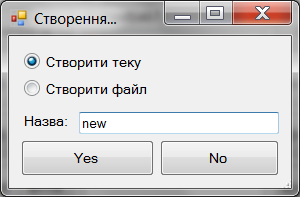 Створення...
Створити теку
Створити файл
Назва: new
Yes No